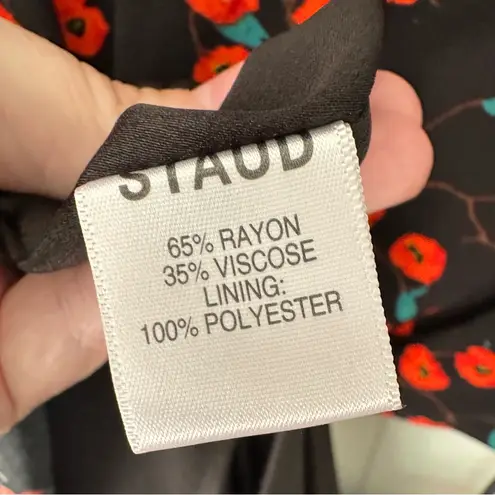 STAUD
65% RAYON
35% VISCOSE
LINING:
100% POLYESTER